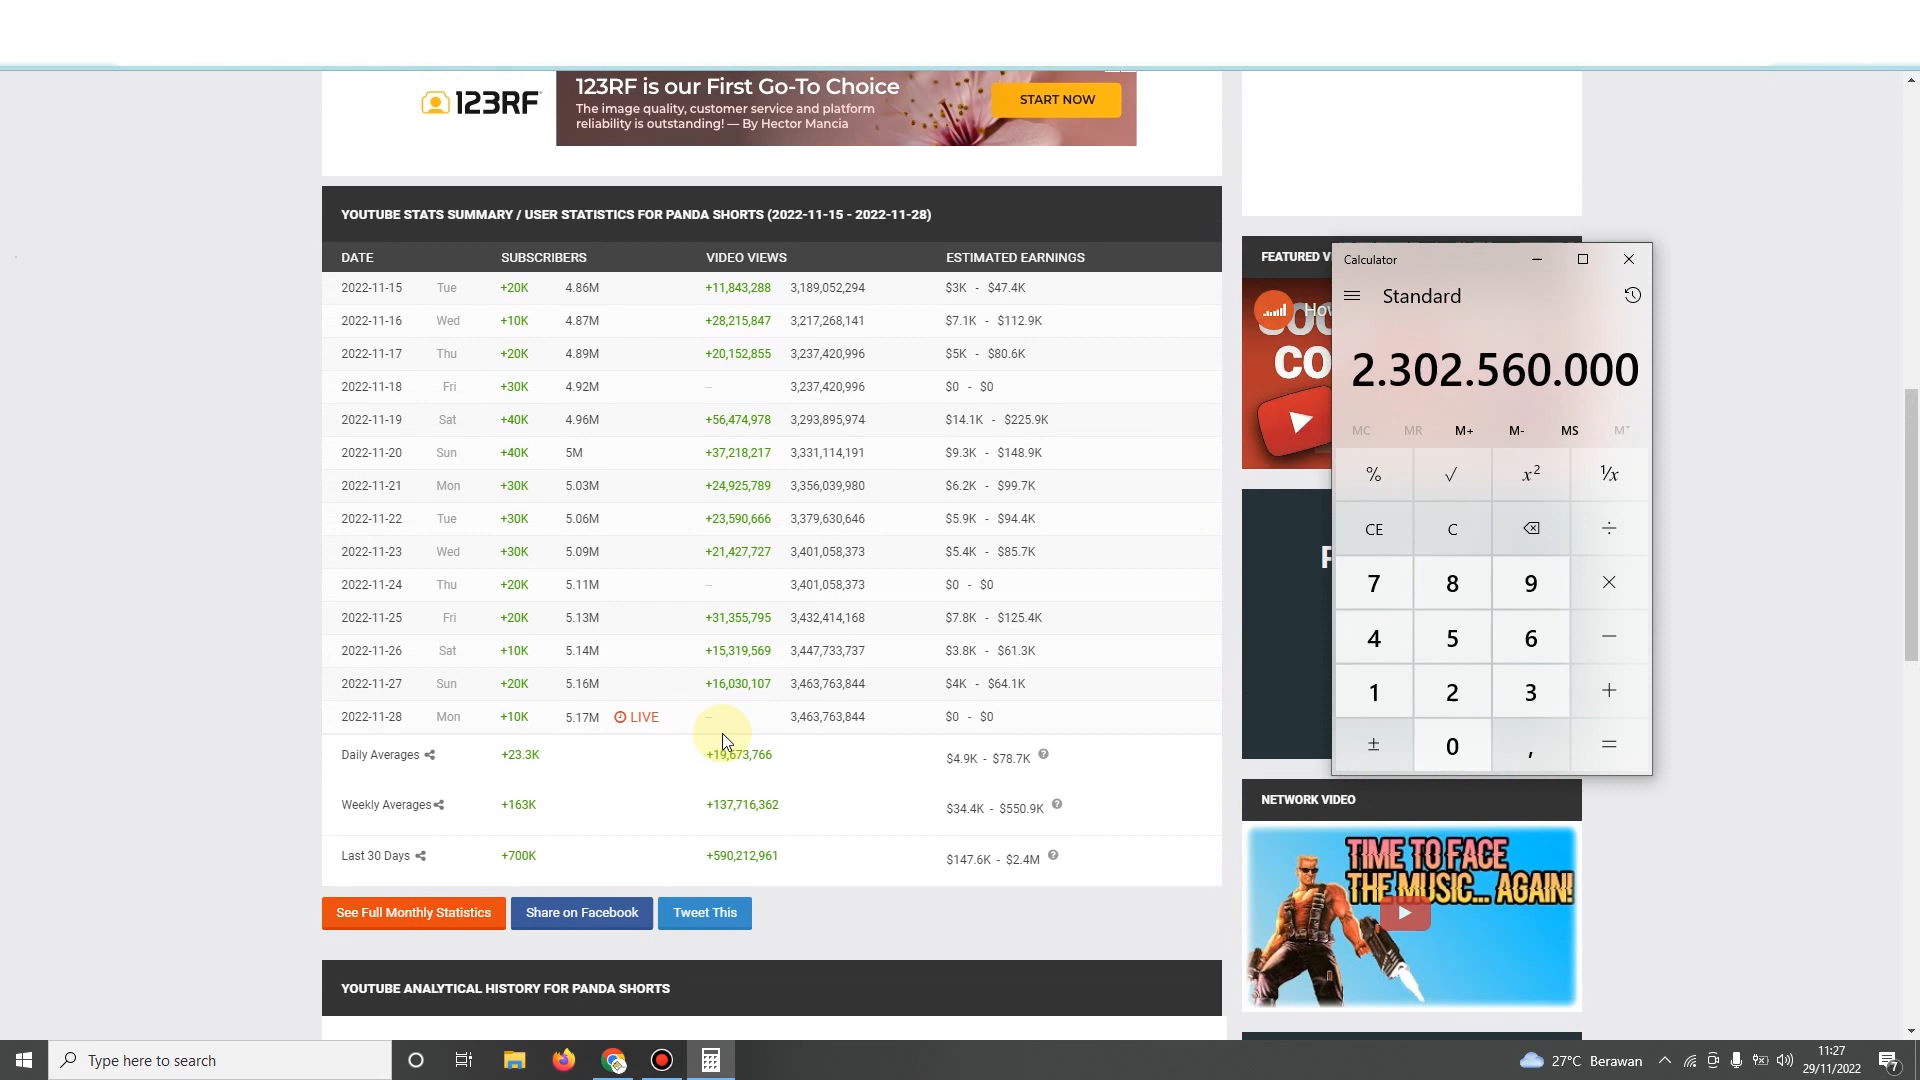 123RF
123RF is our First Go-To Choice
The image quality, customer service and platform
reliability is outstanding! — By Hector Mancia
START NOW
YOUTUBE STATS SUMMARY / USER STATISTICS FOR PANDA SHORTS (2022-11-15 - 2022-11-28)
DATE SUBSCRIBERS VIDEO VIEWS ESTIMATED EARNINGS
2022-11-15 Tue +20K 4.86M +11,843,288 3,189,052,294 $3K - $47.4K
2022-11-16 Wed +10K 4.87M +28,215,847 3,217,268,141 $7.1K - $112.9K
2022-11-17 Thu +20K 4.89M +20,152,855 3,237,420,996 $5K - $80.6K
2022-11-18 Fri +30K 4.92M -- 3,237,420,996 $0 - $0
2022-11-19 Sat +40K 4.96M +56,474,978 3,293,895,974 $14.1K - $225.9K
2022-11-20 Sun +40K 5M +37,218,217 3,331,114,191 $9.3K - $148.9K
2022-11-21 Mon +30K 5.03M +24,925,789 3,356,039,980 $6.2K - $99.7K
2022-11-22 Tue +30K 5.06M +23,590,666 3,379,630,646 $5.9K - $94.4K
2022-11-23 Wed +30K 5.09M +21,427,727 3,401,058,373 $5.4K - $85.7K
2022-11-24 Thu +20K 5.11M -- 3,401,058,373 $0 - $0
2022-11-25 Fri +20K 5.13M +31,355,795 3,432,414,168 $7.8K - $125.4K
2022-11-26 Sat +10K 5.14M +15,319,569 3,447,733,737 $3.8K - $61.3K
2022-11-27 Sun +20K 5.16M +16,030,107 3,463,763,844 $4K - $64.1K
2022-11-28 Mon +10K 5.17M LIVE -- 3,463,763,844 $0 - $0
Daily Averages +23.3K +19,673,766 $4.9K - $78.7K
Weekly Averages +163K +137,716,362 $34.4K - $550.9K
Last 30 Days +700K +590,212,961 $147.6K - $2.4M
See Full Monthly Statistics Share on Facebook Tweet This
YOUTUBE ANALYTICAL HISTORY FOR PANDA SHORTS
FEATURED V
How
SOC
CO
P
Calculator
Standard
2.302.560.000
MC MR M+ M- MS M˅
% √ x² ¹/x
CE C ⌫ ÷
7 8 9 ×
4 5 6 −
1 2 3 +
± 0 , =
NETWORK VIDEO
TIME TO FACE
THE MUSIC... AGAIN!
Type here to search
27°C Berawan
11:27
29/11/2022
7